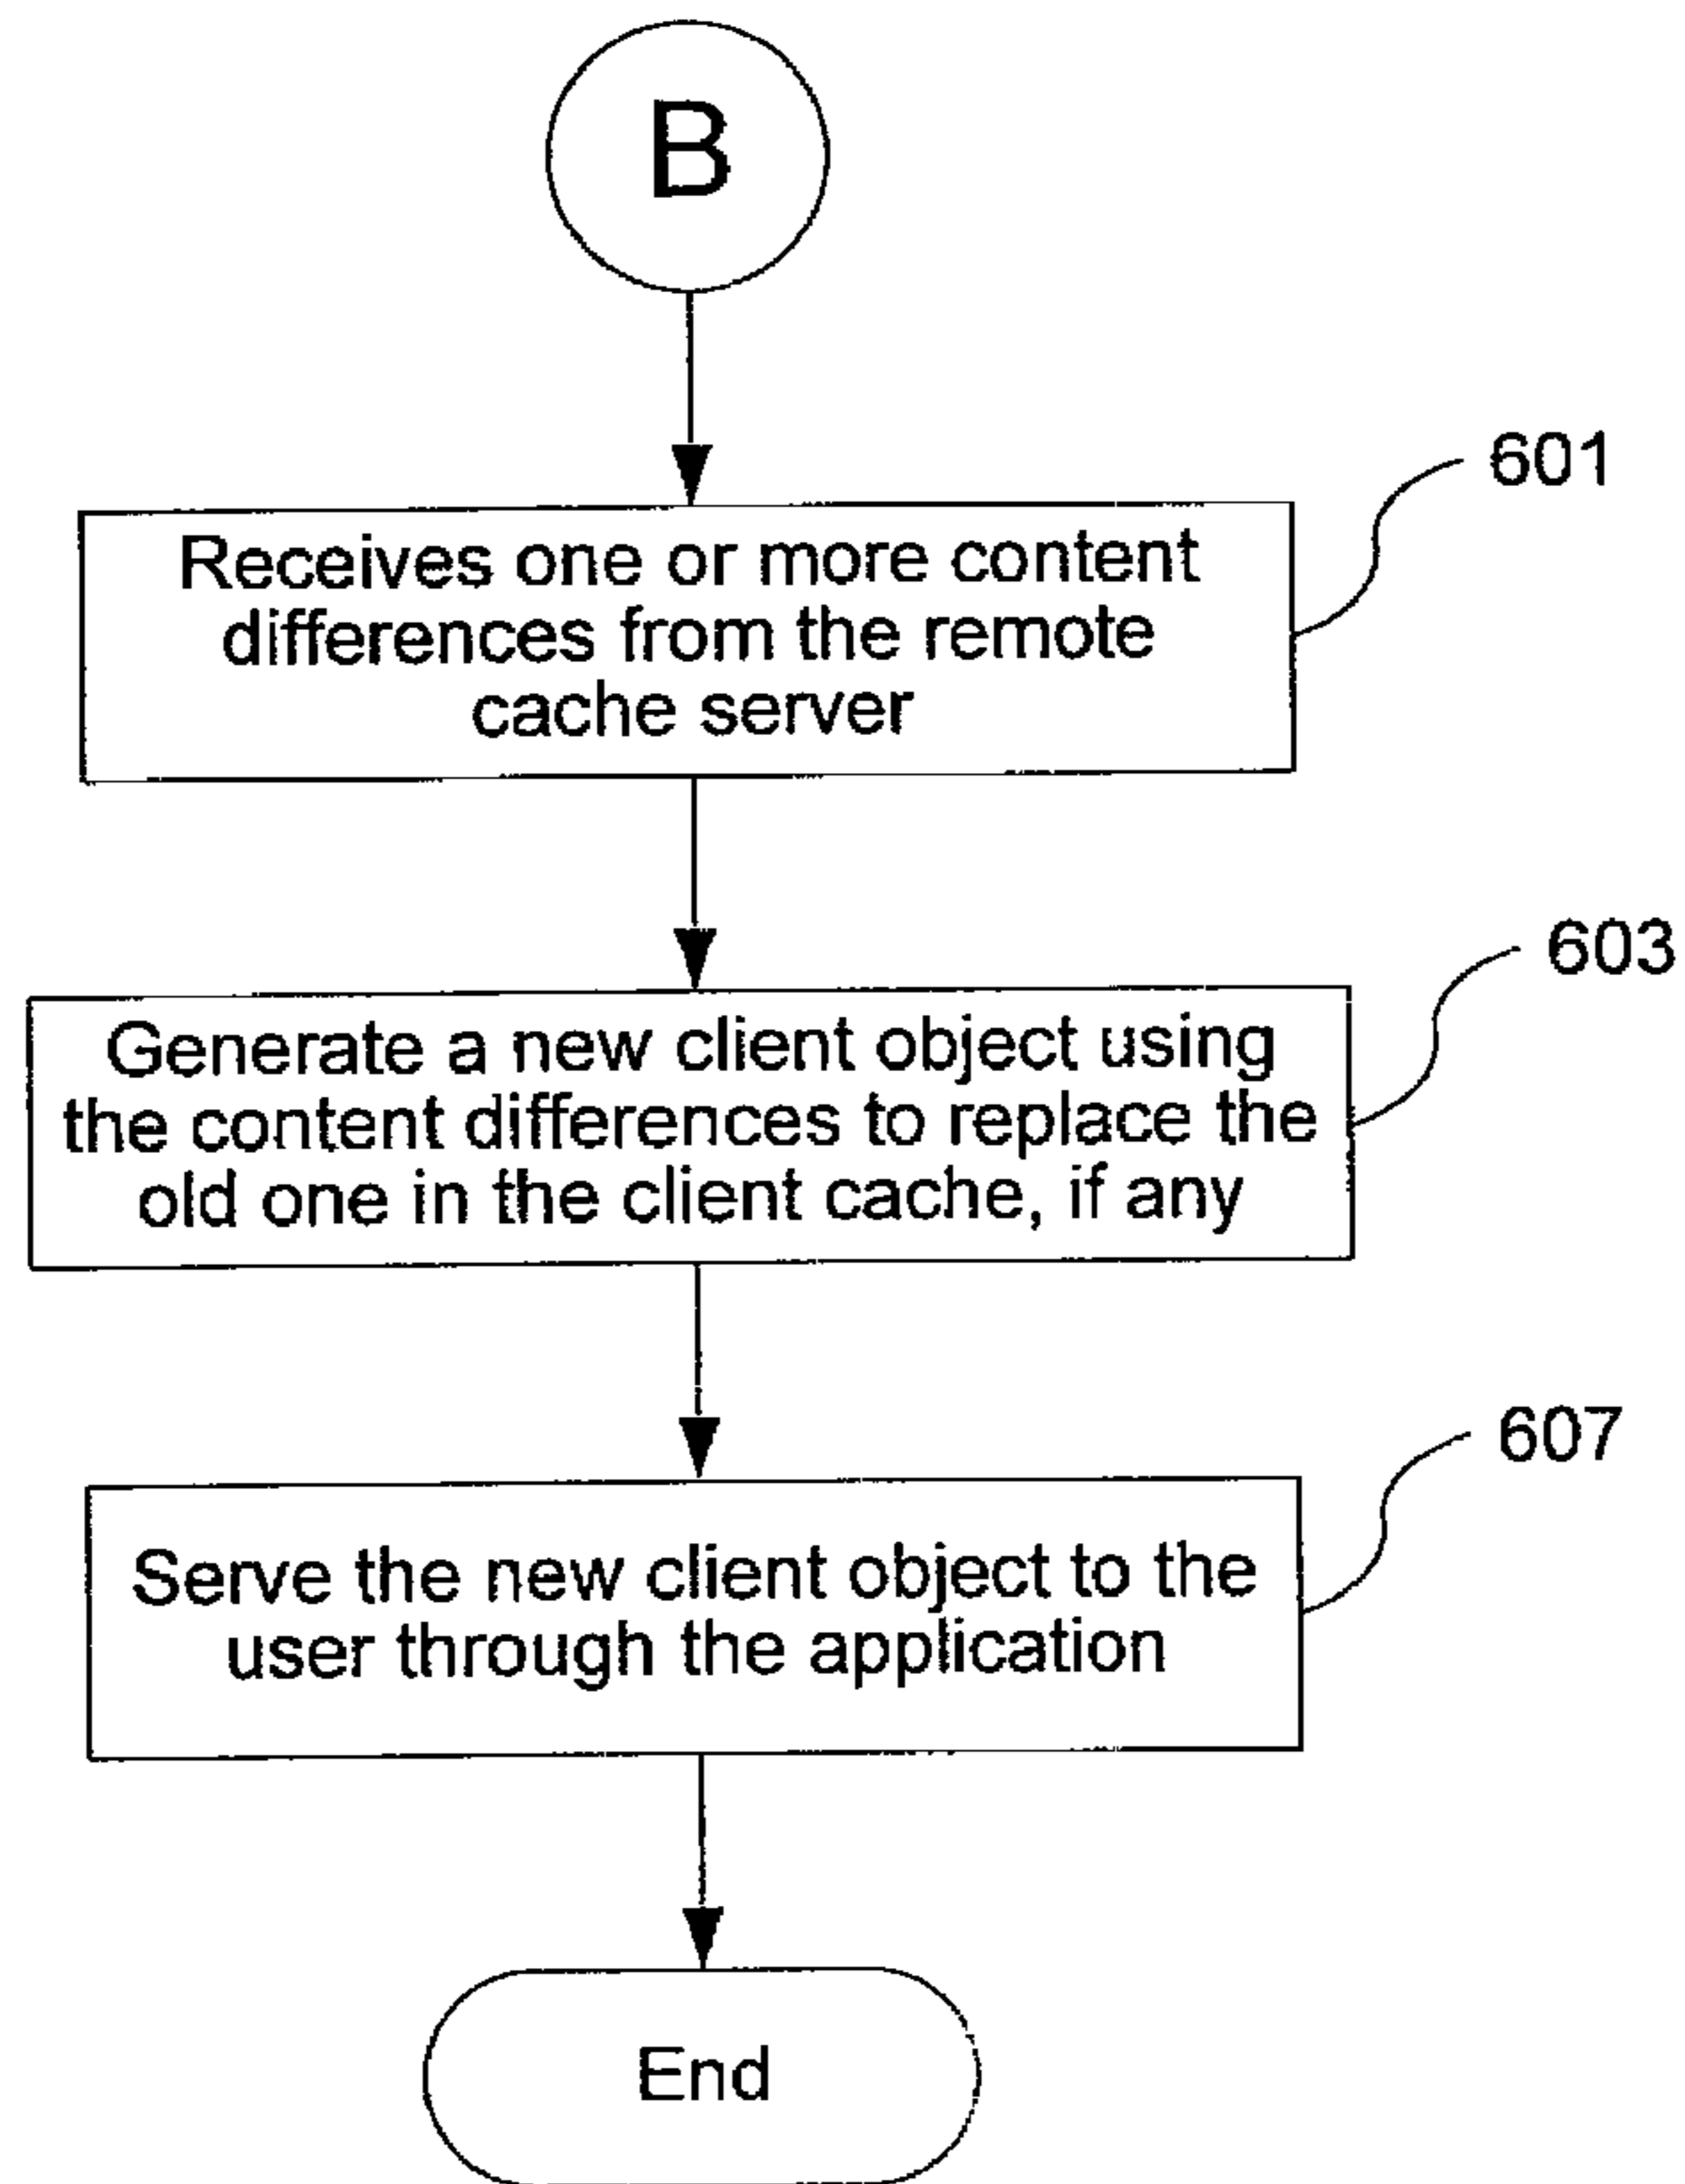 B
601
Receives one or more content
differences from the remote
cache server
603
Generate a new client object using
the content differences to replace the
old one in the client cache, if any
607
Serve the new client object to the
user through the application
End